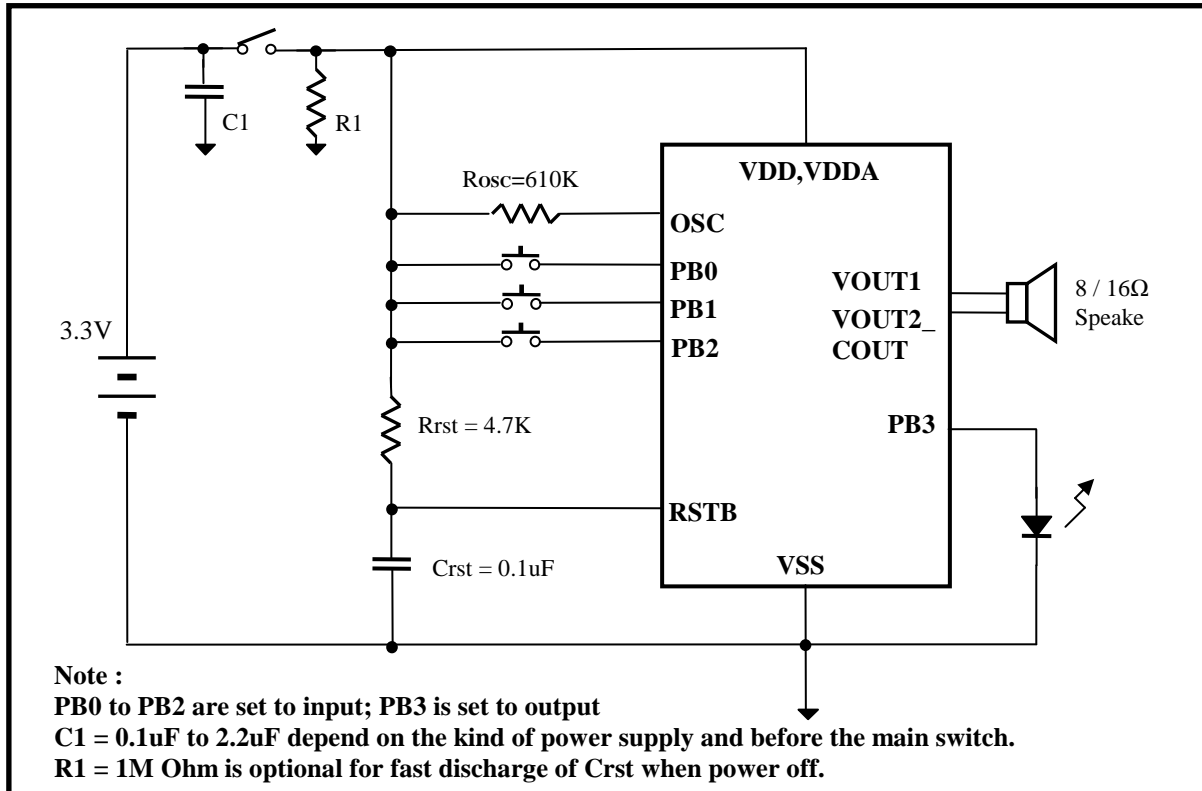 C1
R1
VDD,VDDA
Rosc=610K
OSC
PB0
PB1
PB2
VOUT1
VOUT2_
COUT
8 / 16Ω
Speake
3.3V
Rrst = 4.7K
PB3
RSTB
Crst = 0.1uF
VSS
Note :
PB0 to PB2 are set to input; PB3 is set to output
C1 = 0.1uF to 2.2uF depend on the kind of power supply and before the main switch.
R1 = 1M Ohm is optional for fast discharge of Crst when power off.